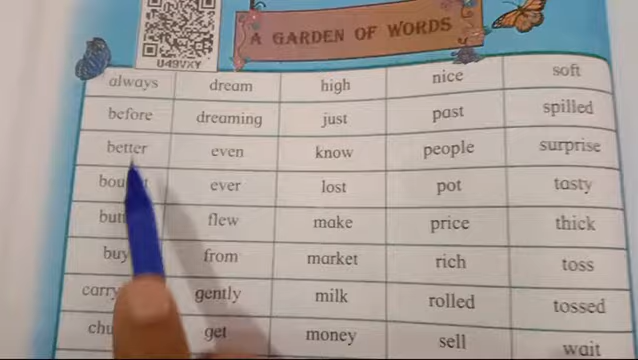 U49VXY
A GARDEN OF WORDS
always dream high nice soft
before dreaming just past spilled
better even know people surprise
ever lost pot tasty
flew make price thick
buy from market rich toss
carry gently milk rolled tossed
get money sell wait